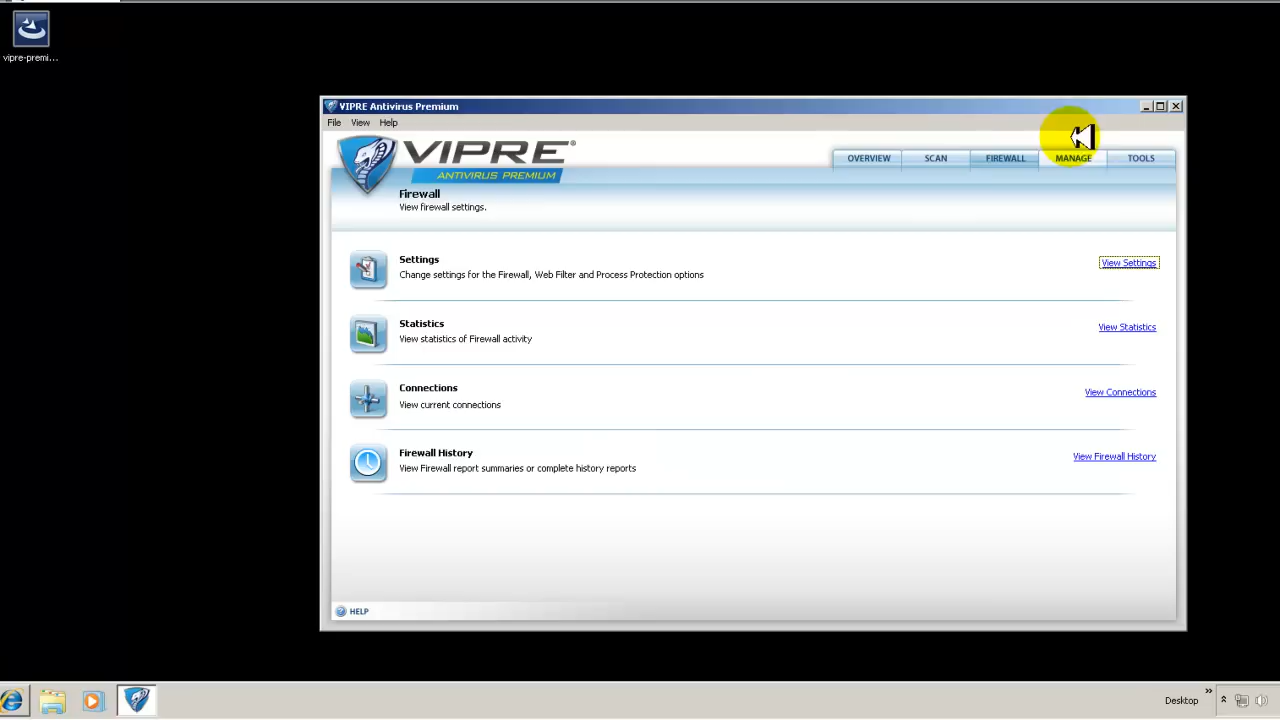 vipre-premi...
VIPRE Antivirus Premium
File View Help
VIPRE®
ANTIVIRUS PREMIUM
OVERVIEW SCAN FIREWALL MANAGE TOOLS
Firewall
View firewall settings.
Settings
Change settings for the Firewall, Web Filter and Process Protection options
View Settings
Statistics
View statistics of Firewall activity
View Statistics
Connections
View current connections
View Connections
Firewall History
View Firewall report summaries or complete history reports
View Firewall History
HELP
Desktop